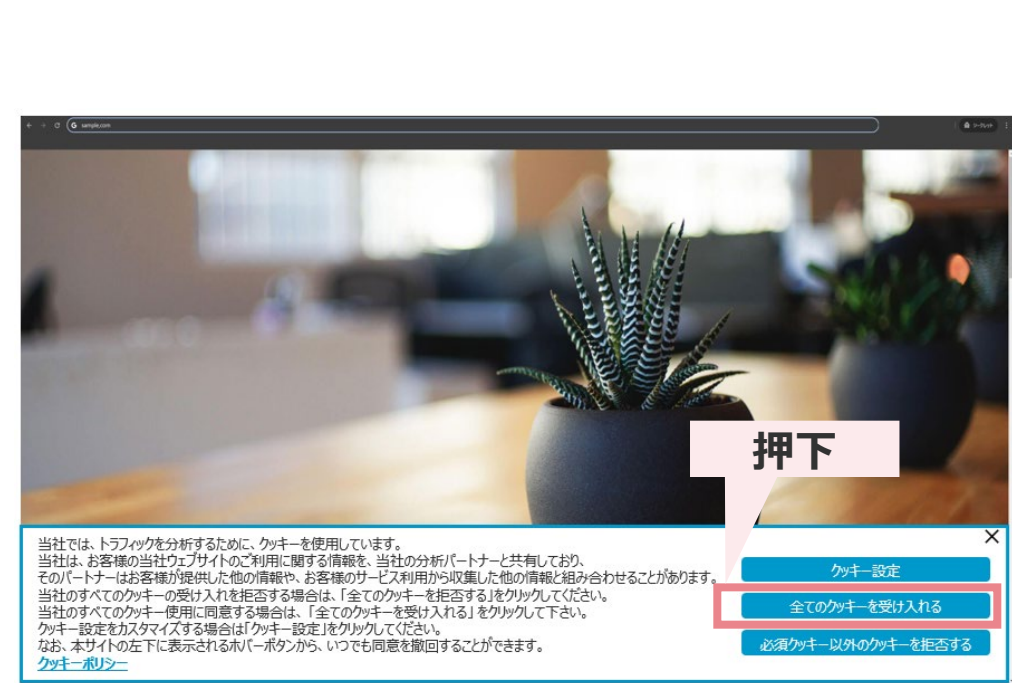 sample.com
シークレット
押下
当社では、トラフィックを分析するために、クッキーを使用しています。
当社は、お客様の当社ウェブサイトのご利用に関する情報を、当社の分析パートナーと共有しており、
そのパートナーはお客様が提供した他の情報や、お客様のサービス利用から収集した他の情報と組み合わせることがあります。
当社のすべてのクッキーの受け入れを拒否する場合は、「全てのクッキーを拒否する」をクリックしてください。
当社のすべてのクッキー使用に同意する場合は、「全てのクッキーを受け入れる」をクリックして下さい。
クッキー設定をカスタマイズする場合は「クッキー設定」をクリックしてください。
なお、本サイトの左下に表示されるホバーボタンから、いつでも同意を撤回することができます。
クッキーポリシー
クッキー設定
全てのクッキーを受け入れる
必須クッキー以外のクッキーを拒否する